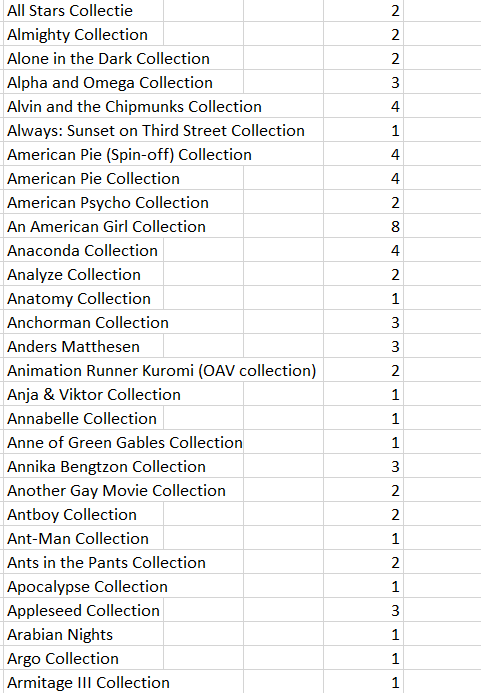 All Stars Collectie 2
Almighty Collection 2
Alone in the Dark Collection 2
Alpha and Omega Collection 3
Alvin and the Chipmunks Collection 4
Always: Sunset on Third Street Collection 1
American Pie (Spin-off) Collection 4
American Pie Collection 4
American Psycho Collection 2
An American Girl Collection 8
Anaconda Collection 4
Analyze Collection 2
Anatomy Collection 1
Anchorman Collection 3
Anders Matthesen 3
Animation Runner Kuromi (OAV collection) 2
Anja & Viktor Collection 1
Annabelle Collection 1
Anne of Green Gables Collection 1
Annika Bengtzon Collection 3
Another Gay Movie Collection 2
Antboy Collection 2
Ant-Man Collection 1
Ants in the Pants Collection 2
Apocalypse Collection 1
Appleseed Collection 3
Arabian Nights 1
Argo Collection 1
Armitage III Collection 1